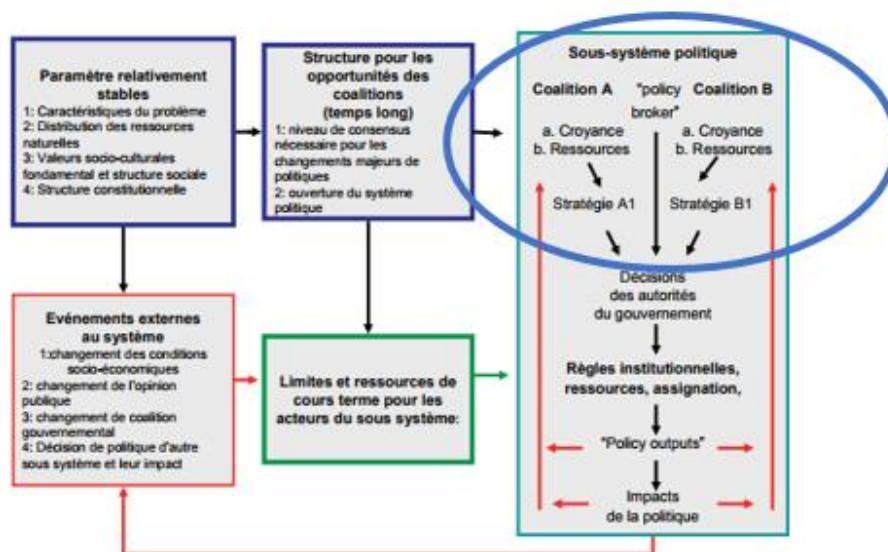 Paramètre relativement
stables
1: Caractéristiques du problème
2: Distribution des ressources
naturelles
3: Valeurs socio-culturales
fondamental et structure sociale
4: Structure constitutionnelle
Structure pour les
opportunités des
coalitions
(temps long)
1: niveau de consensus
nécessaire pour les
changements majeurs de
politiques
2: ouverture du système
politique
Sous-système politique
Coalition A
"policy
broker"
Coalition B
a. Croyance
b. Ressources
a. Croyance
b. Ressources
Stratégie A1
Stratégie B1
Décisions
des autorités
du gouvernement
Règles institutionnelles,
ressources, assignation,
"Policy outputs"
Impacts
de la politique
Evénements externes
au système
1:changement des conditions
socio-économiques
2: changement de l'opinion
publique
3: changement de coalition
gouvernemental
4: Décision de politique d'autre
sous système et leur impact
Limites et ressources de
cours terme pour les
acteurs du sous système: